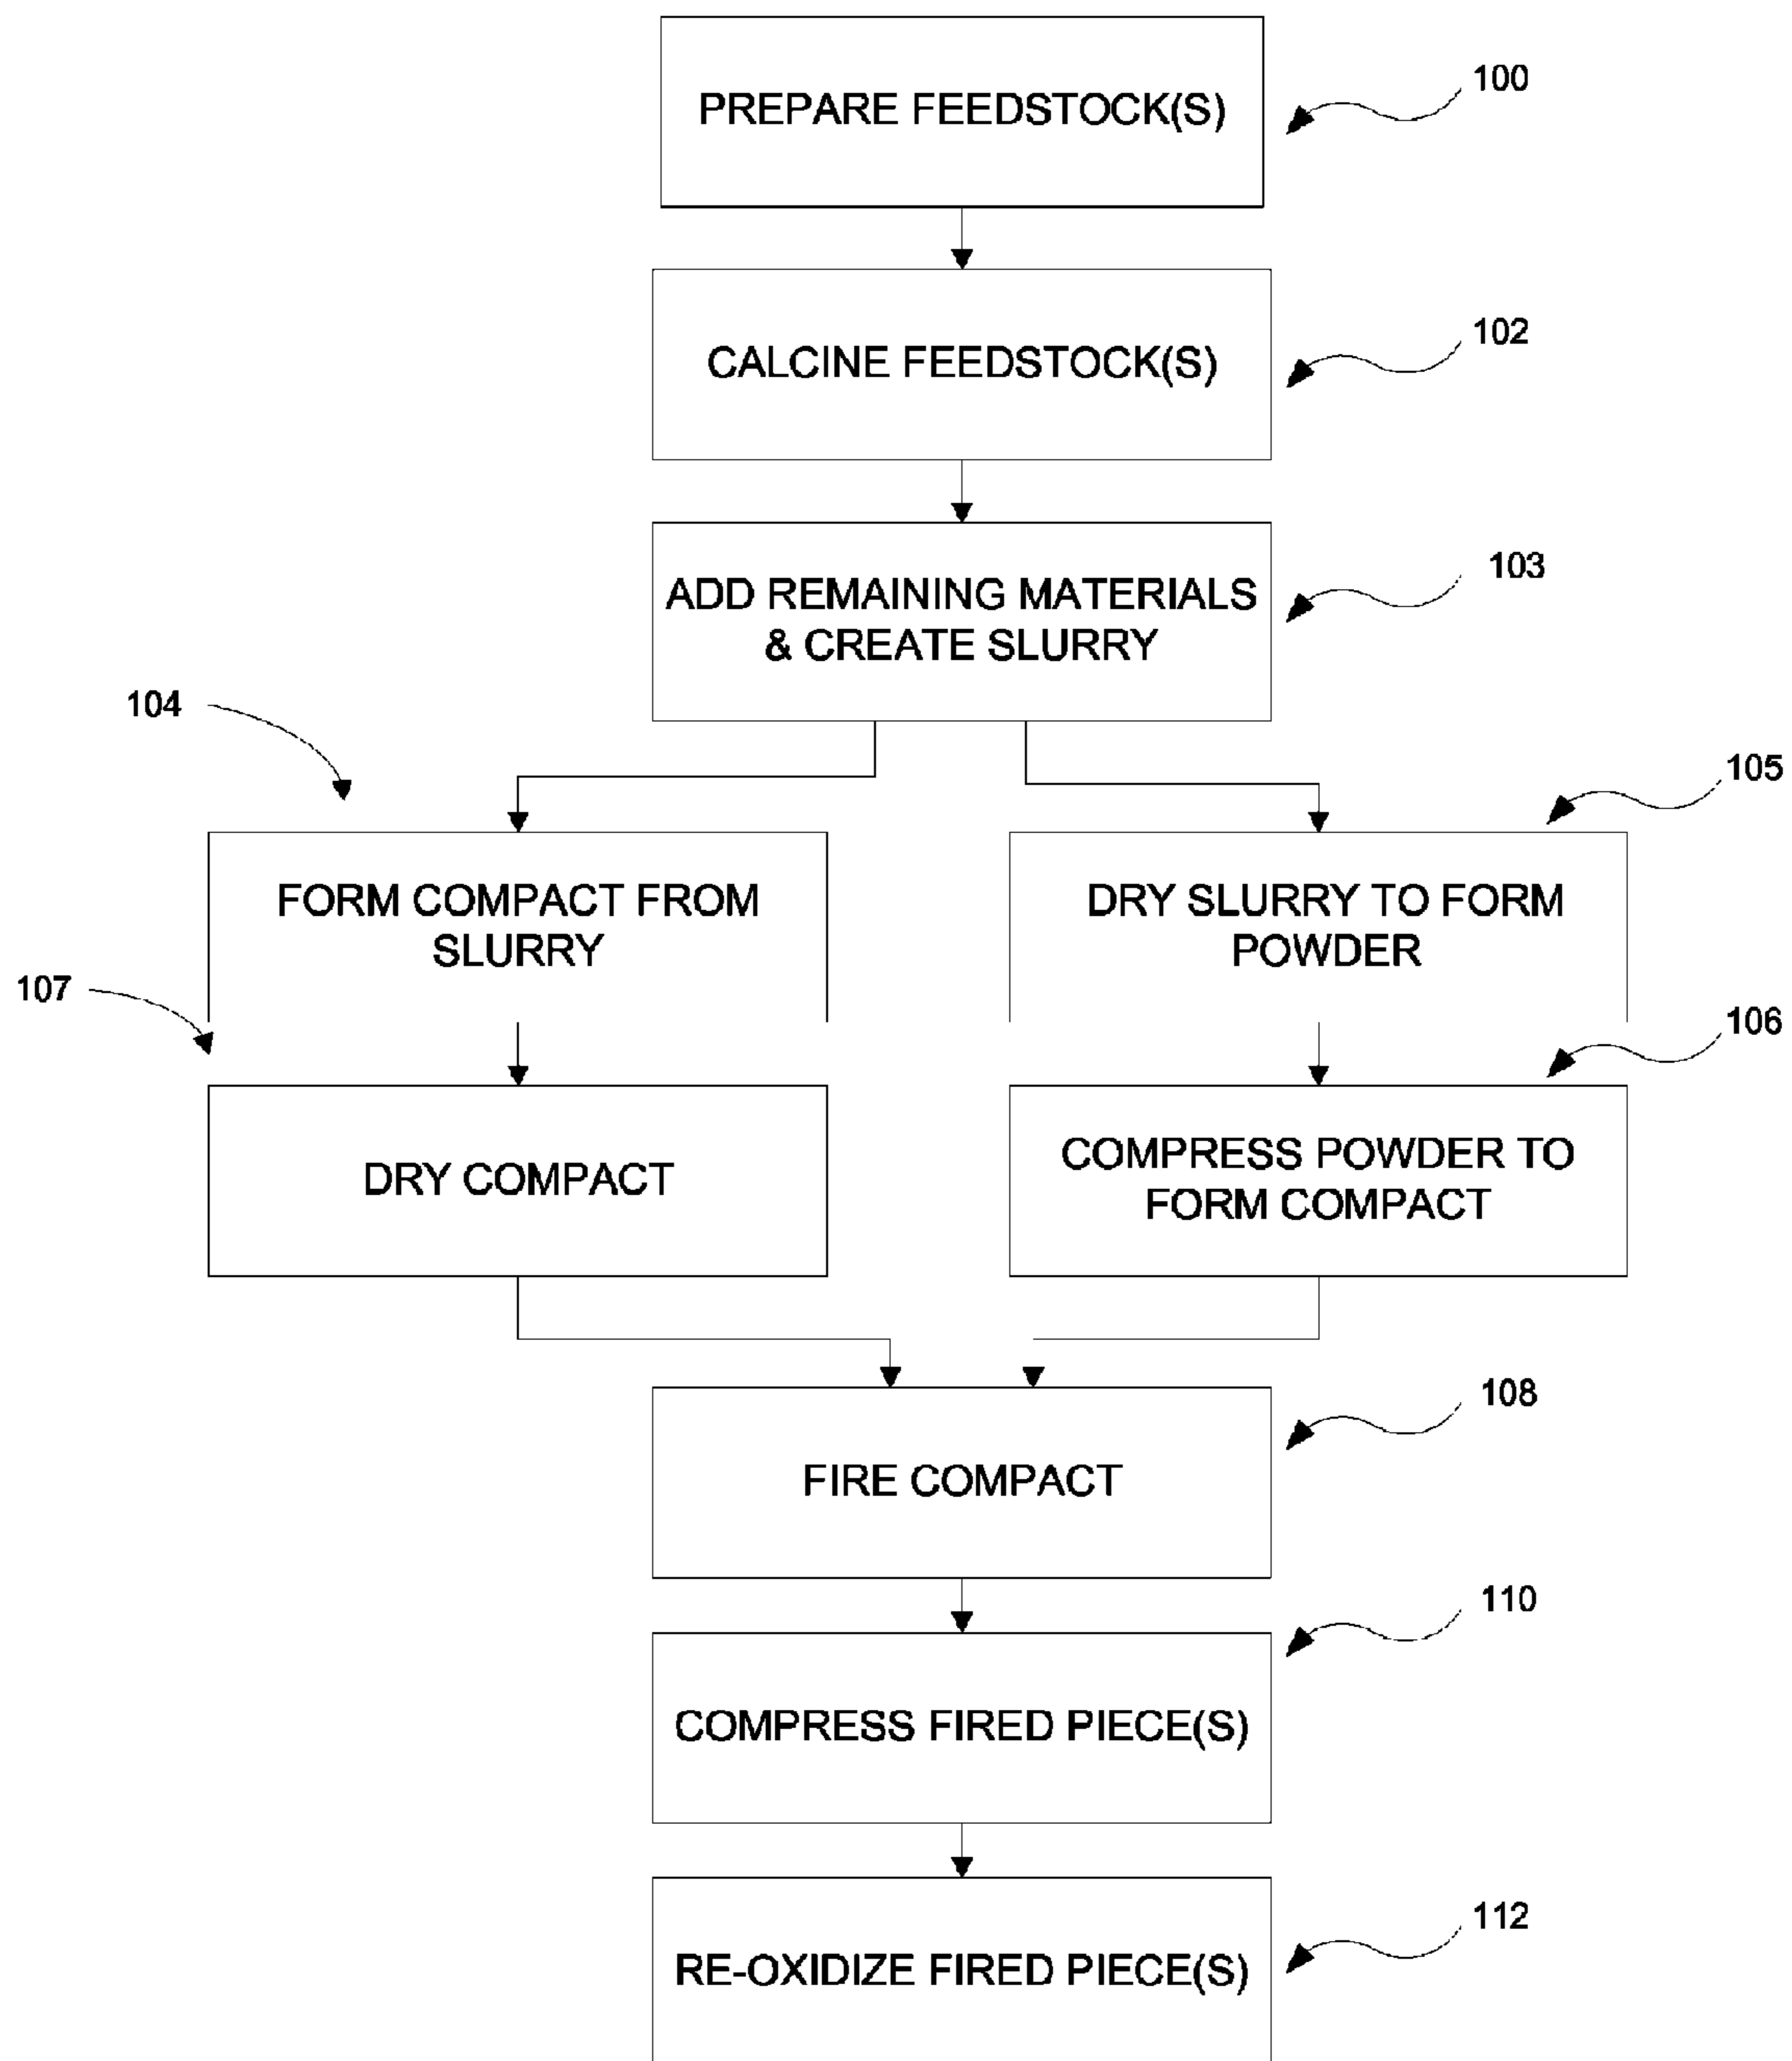 PREPARE FEEDSTOCK(S)
100
CALCINE FEEDSTOCK(S)
102
ADD REMAINING MATERIALS
& CREATE SLURRY
103
104
105
FORM COMPACT FROM
SLURRY
DRY SLURRY TO FORM
POWDER
107
106
DRY COMPACT
COMPRESS POWDER TO
FORM COMPACT
108
FIRE COMPACT
110
COMPRESS FIRED PIECE(S)
112
RE-OXIDIZE FIRED PIECE(S)